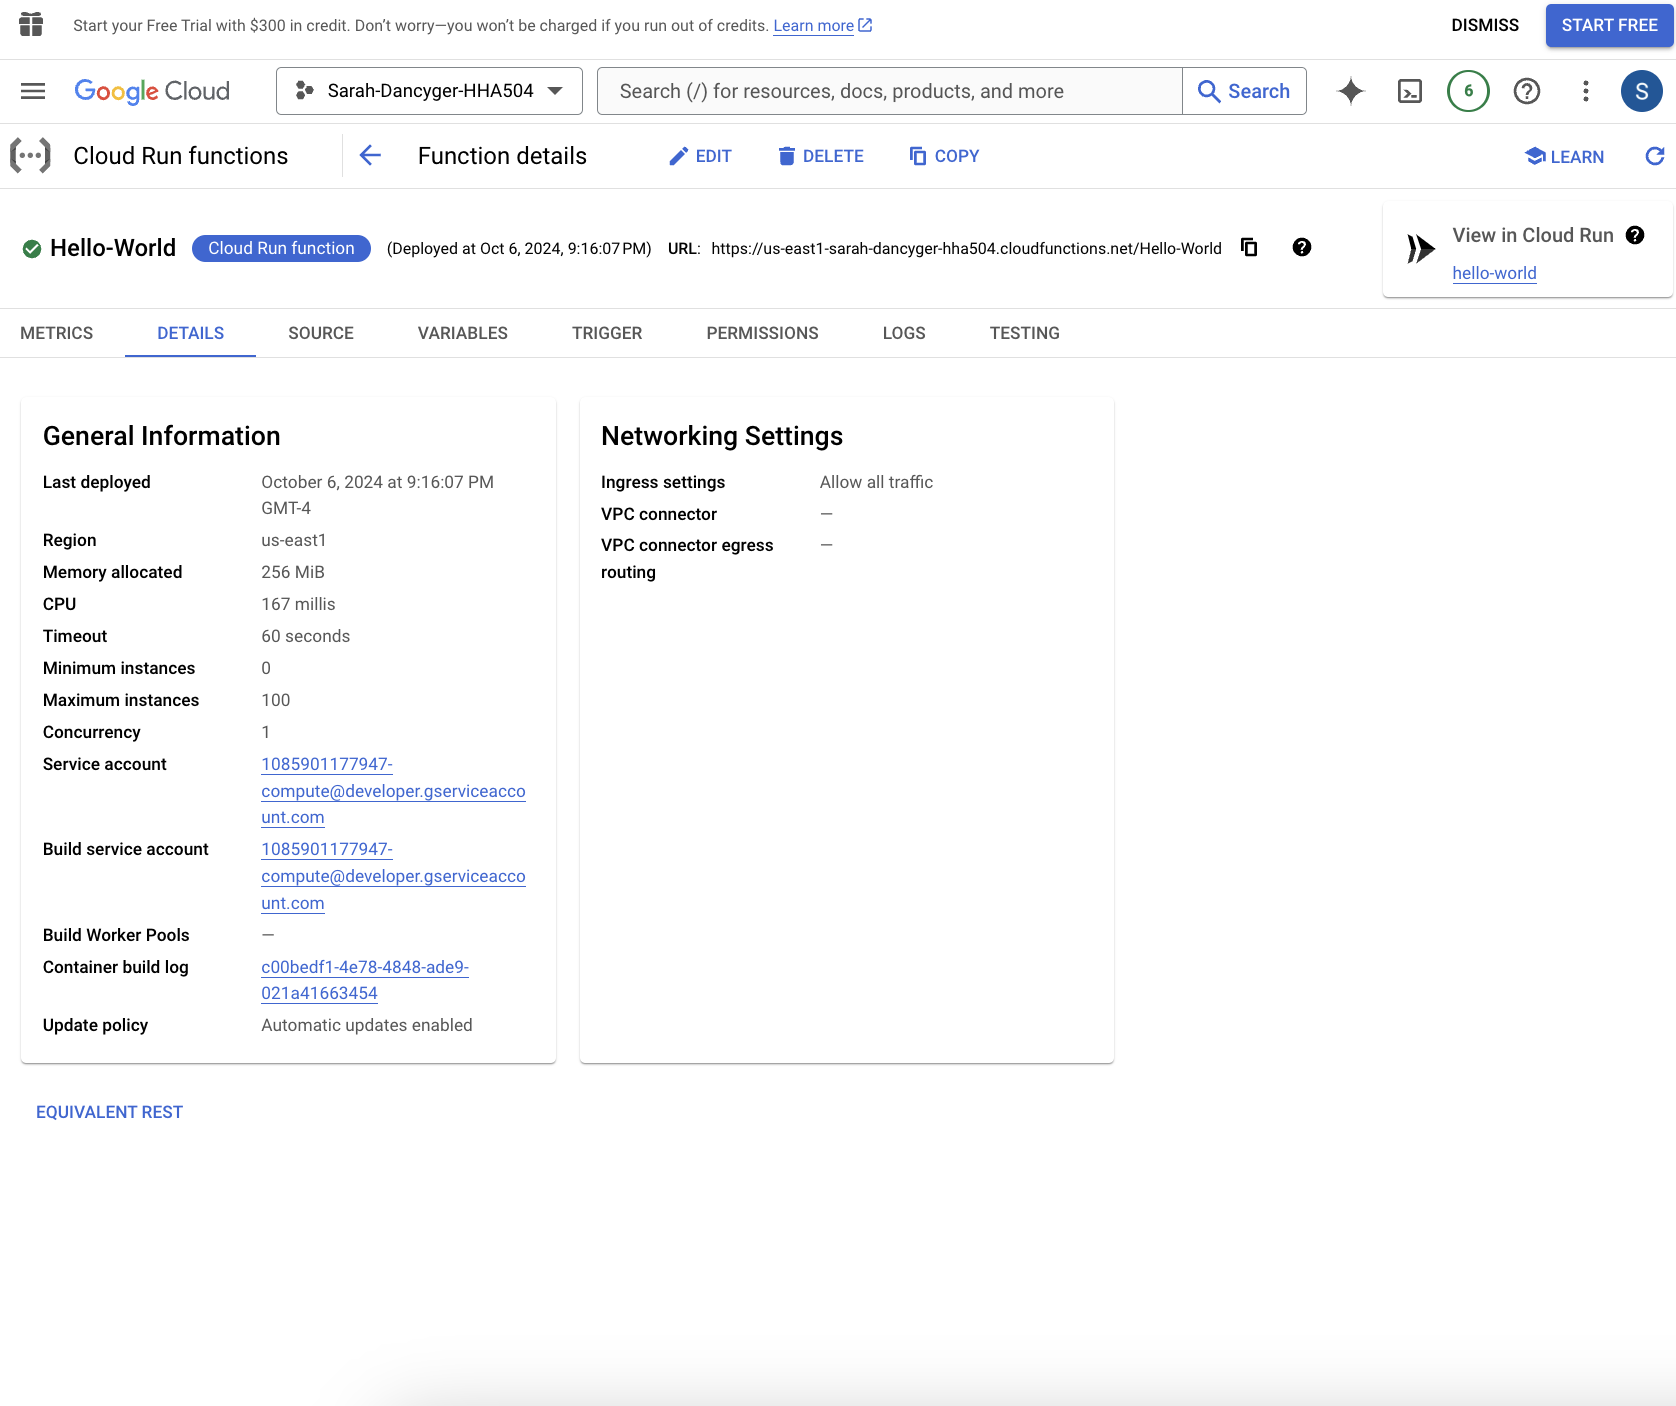 Start your Free Trial with $300 in credit. Don't worry—you won't be charged if you run out of credits. Learn more
DISMISS
START FREE
Google Cloud
Sarah-Dancyger-HHA504
Search (/) for resources, docs, products, and more
Search
6
S
Cloud Run functions
Function details
EDIT
DELETE
COPY
LEARN
Hello-World
Cloud Run function
(Deployed at Oct 6, 2024, 9:16:07 PM)
URL: https://us-east1-sarah-dancyger-hha504.cloudfunctions.net/Hello-World
View in Cloud Run
hello-world
METRICS
DETAILS
SOURCE
VARIABLES
TRIGGER
PERMISSIONS
LOGS
TESTING
General Information
Last deployed
October 6, 2024 at 9:16:07 PM
GMT-4
Region
us-east1
Memory allocated
256 MiB
CPU
167 millis
Timeout
60 seconds
Minimum instances
0
Maximum instances
100
Concurrency
1
Service account
1085901177947-
compute@developer.gserviceacco
unt.com
Build service account
1085901177947-
compute@developer.gserviceacco
unt.com
Build Worker Pools
—
Container build log
c00bedf1-4e78-4848-ade9-
021a41663454
Update policy
Automatic updates enabled
Networking Settings
Ingress settings
Allow all traffic
VPC connector
—
VPC connector egress
routing
—
EQUIVALENT REST